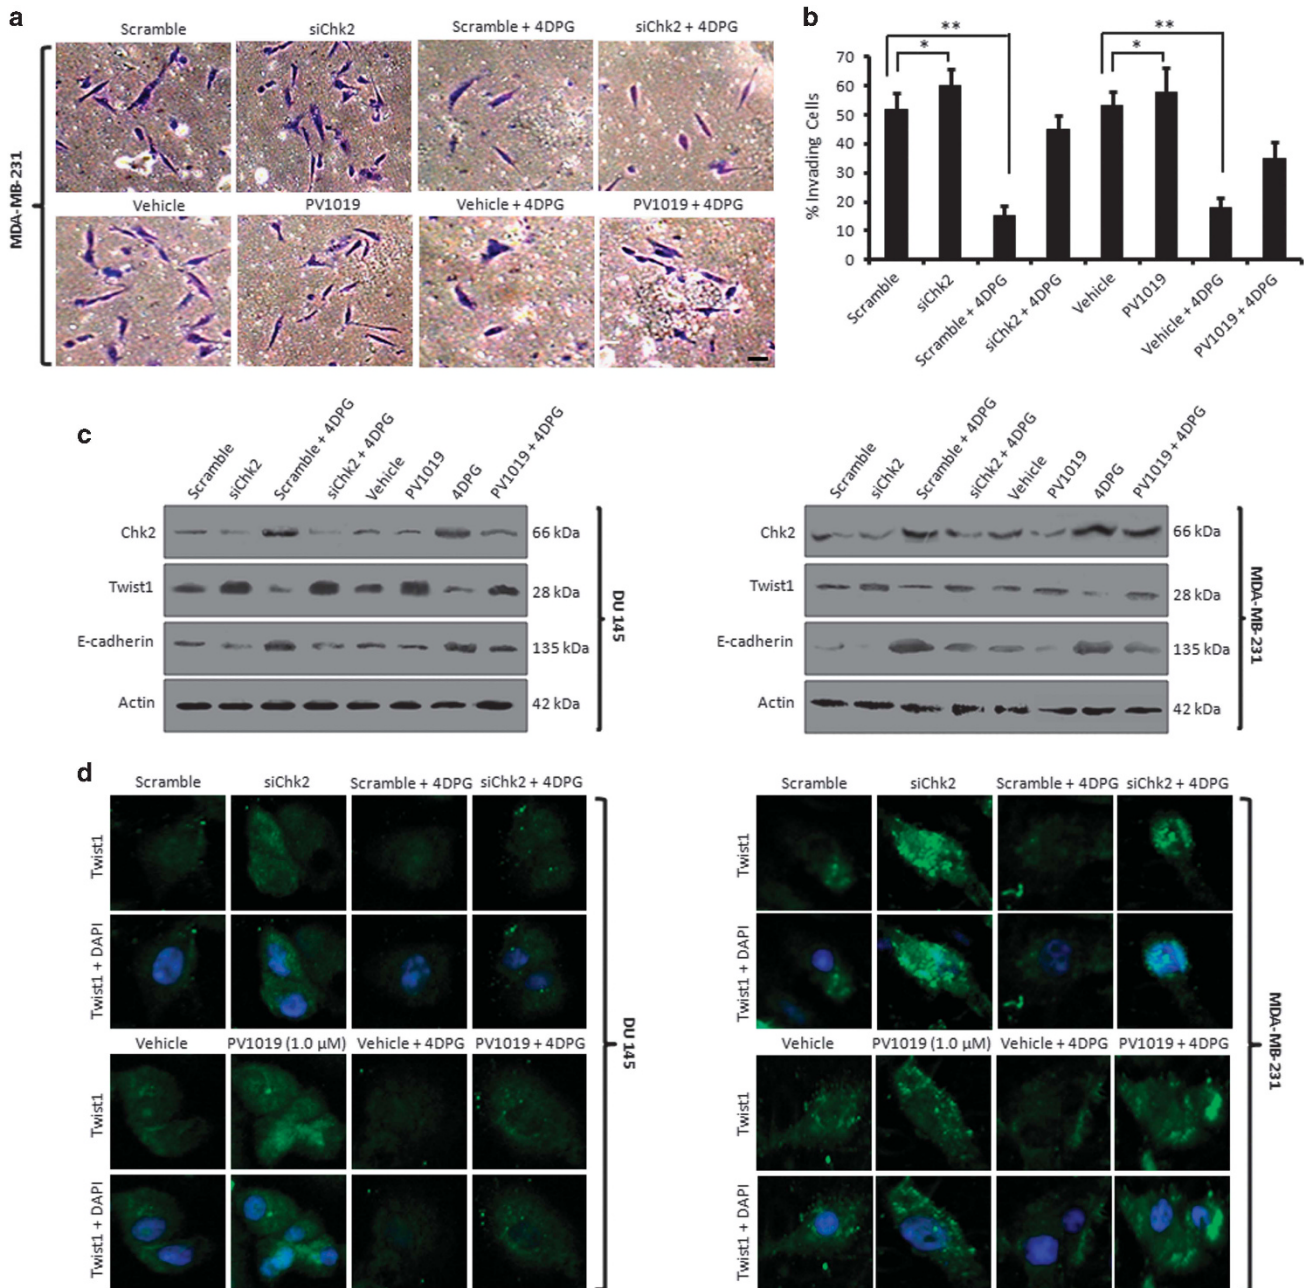 a
Scramble siChk2 Scramble + 4DPG siChk2 + 4DPG
MDA-MB-231
Vehicle PV1019 Vehicle + 4DPG PV1019 + 4DPG
b
** **
* *
% Invading Cells
70
60
50
40
30
20
10
0
Scramble siChk2 Scramble + 4DPG siChk2 + 4DPG Vehicle PV1019 Vehicle + 4DPG PV1019 + 4DPG
c
Scramble siChk2 Scramble + 4DPG siChk2 + 4DPG Vehicle PV1019 4DPG PV1019 + 4DPG
Chk2 66 kDa
Twist1 28 kDa
E-cadherin 135 kDa
Actin 42 kDa
DU 145
Scramble siChk2 Scramble + 4DPG siChk2 + 4DPG Vehicle PV1019 4DPG PV1019 + 4DPG
Chk2 66 kDa
Twist1 28 kDa
E-cadherin 135 kDa
Actin 42 kDa
MDA-MB-231
d
Scramble siChk2 Scramble + 4DPG siChk2 + 4DPG
Twist1
Twist1 + DAPI
Vehicle PV1019 (1.0 µM) Vehicle + 4DPG PV1019 + 4DPG
Twist1
Twist1 + DAPI
DU 145
Scramble siChk2 Scramble + 4DPG siChk2 + 4DPG
Twist1
Twist1 + DAPI
Vehicle PV1019 (1.0 µM) Vehicle + 4DPG PV1019 + 4DPG
Twist1
Twist1 + DAPI
MDA-MB-231